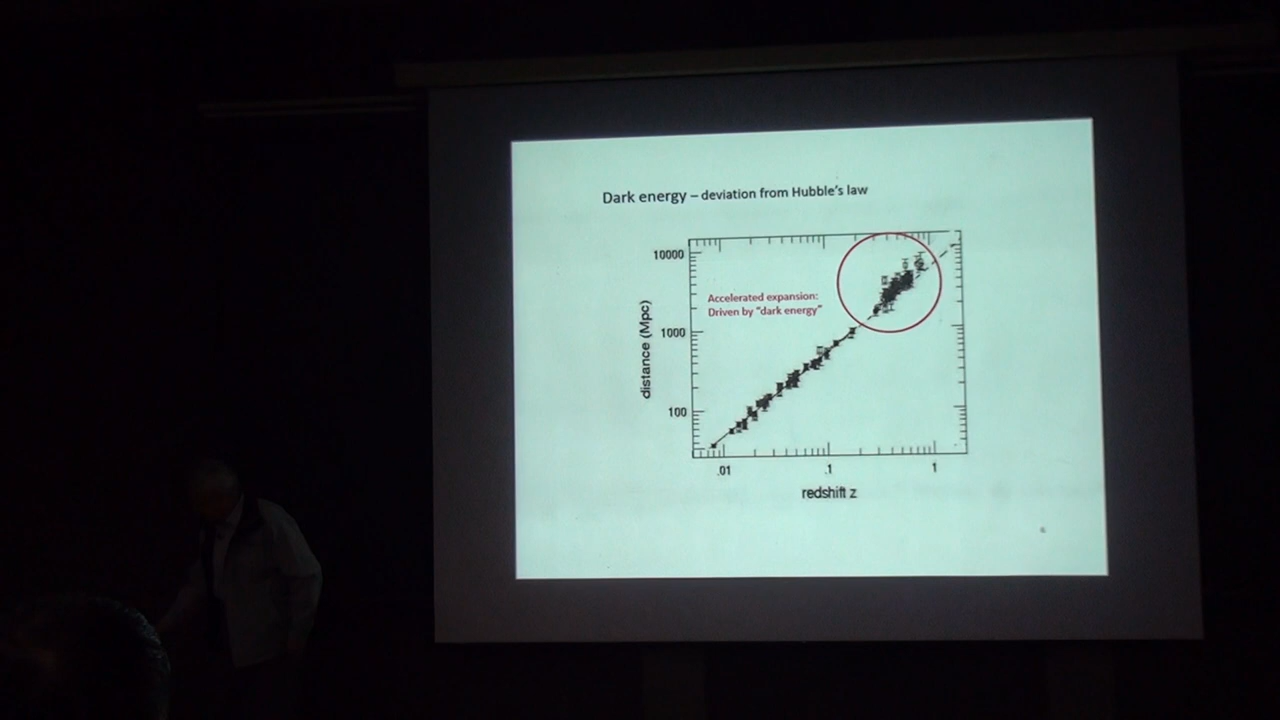 Dark energy – deviation from Hubble's law
10000
Accelerated expansion:
Driven by "dark energy"
distance (Mpc)
1000
100
.01
.1
1
redshift z